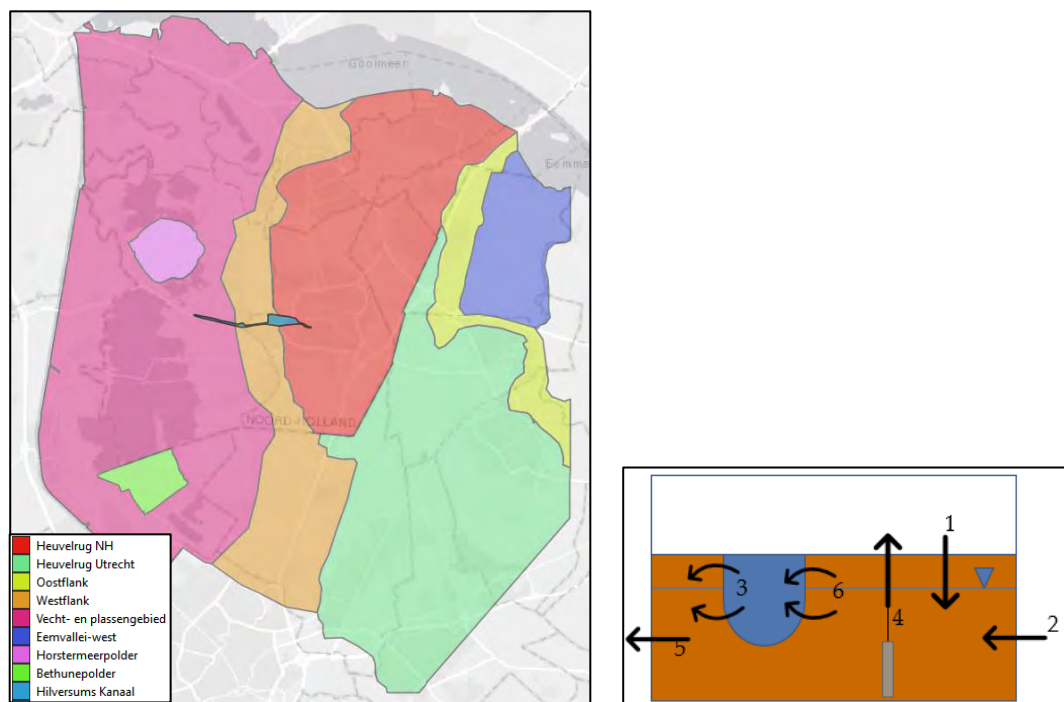 Gooimeer
Eemme
NOORD-HOLLAND
Heuvelrug NH
Heuvelrug Utrecht
Oostflank
Westflank
Vecht- en plassengebied
Eemvallei-west
Horstermeerpolder
Bethunepolder
Hilversums Kanaal
1
3
6
4
2
5